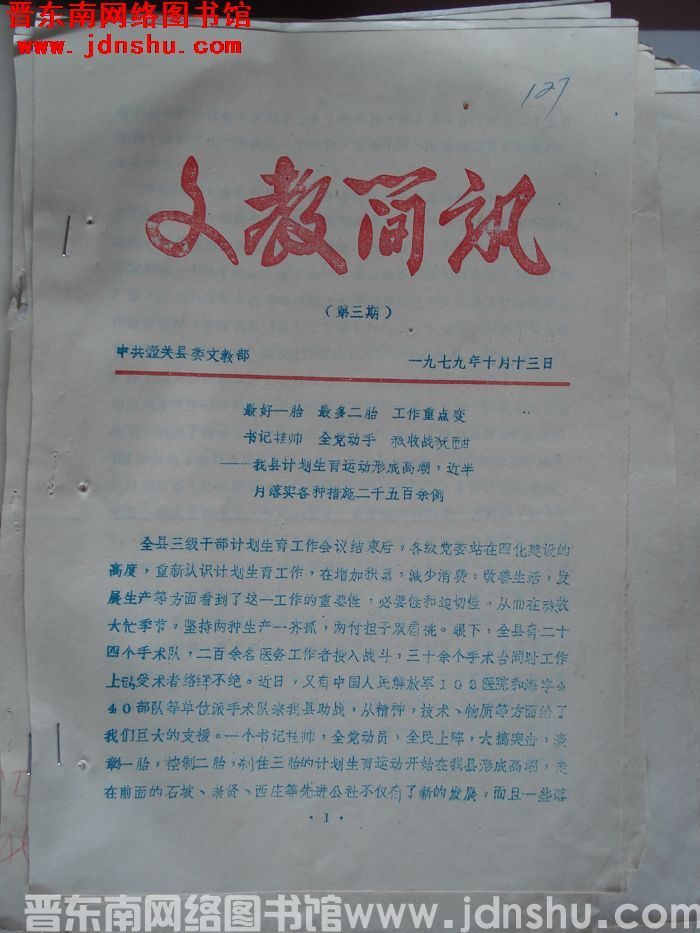 晋东南网络图书馆
www.jdnshu.com
127
文教简讯
（第三期）
中共壶关县委文教部 一九七九年十月十三日
最好一胎 最多二胎 工作重点变
书记挂帅 全党动手 秋收战犹酣
——我县计划生育运动形成高潮，近半
月落实各种措施二千五百余例
全县三级干部计划生育工作会议结束后，各级党委站在四化建设的
高度，重新认识计划生育工作，在增加积累，减少消费，改善生活，发
展生产等方面看到了这一工作的重要性，必要性和迫切性。从而在秋收
大忙季节，坚持两种生产一齐抓，两付担子双肩挑。眼下，全县有二十
四个手术队，二百余名医务工作者投入战斗，三十余个手术台同时工作
上站受术者络绎不绝。近日，又有中国人民解放军102医院和海字4
40部队等单位派手术队来我县助战，从精神，技术、物质等方面给了
我们巨大的支援。一个书记挂帅，全党动员，全民上阵，大搞突击，表
彰一胎，控制二胎，刹住三胎的计划生育运动开始在我县形成高潮，走
在前面的石坡、崇贤、西庄等先进公社不仅有了新的发展，而且一些落
·1·
晋东南网络图书馆www.jdnshu.com